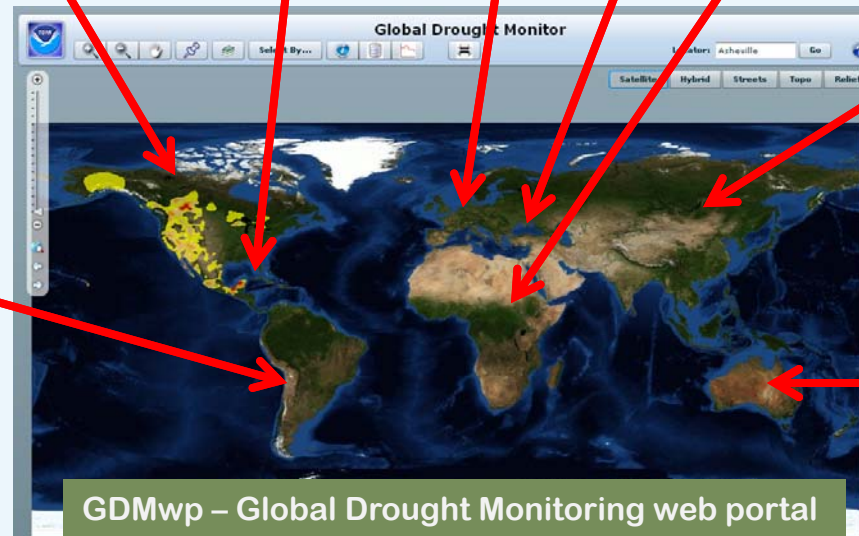 Global Drought Monitor
Select By...
Locator: Asheville Go
Satellite Hybrid Streets Topo Relief
GDMwp – Global Drought Monitoring web portal